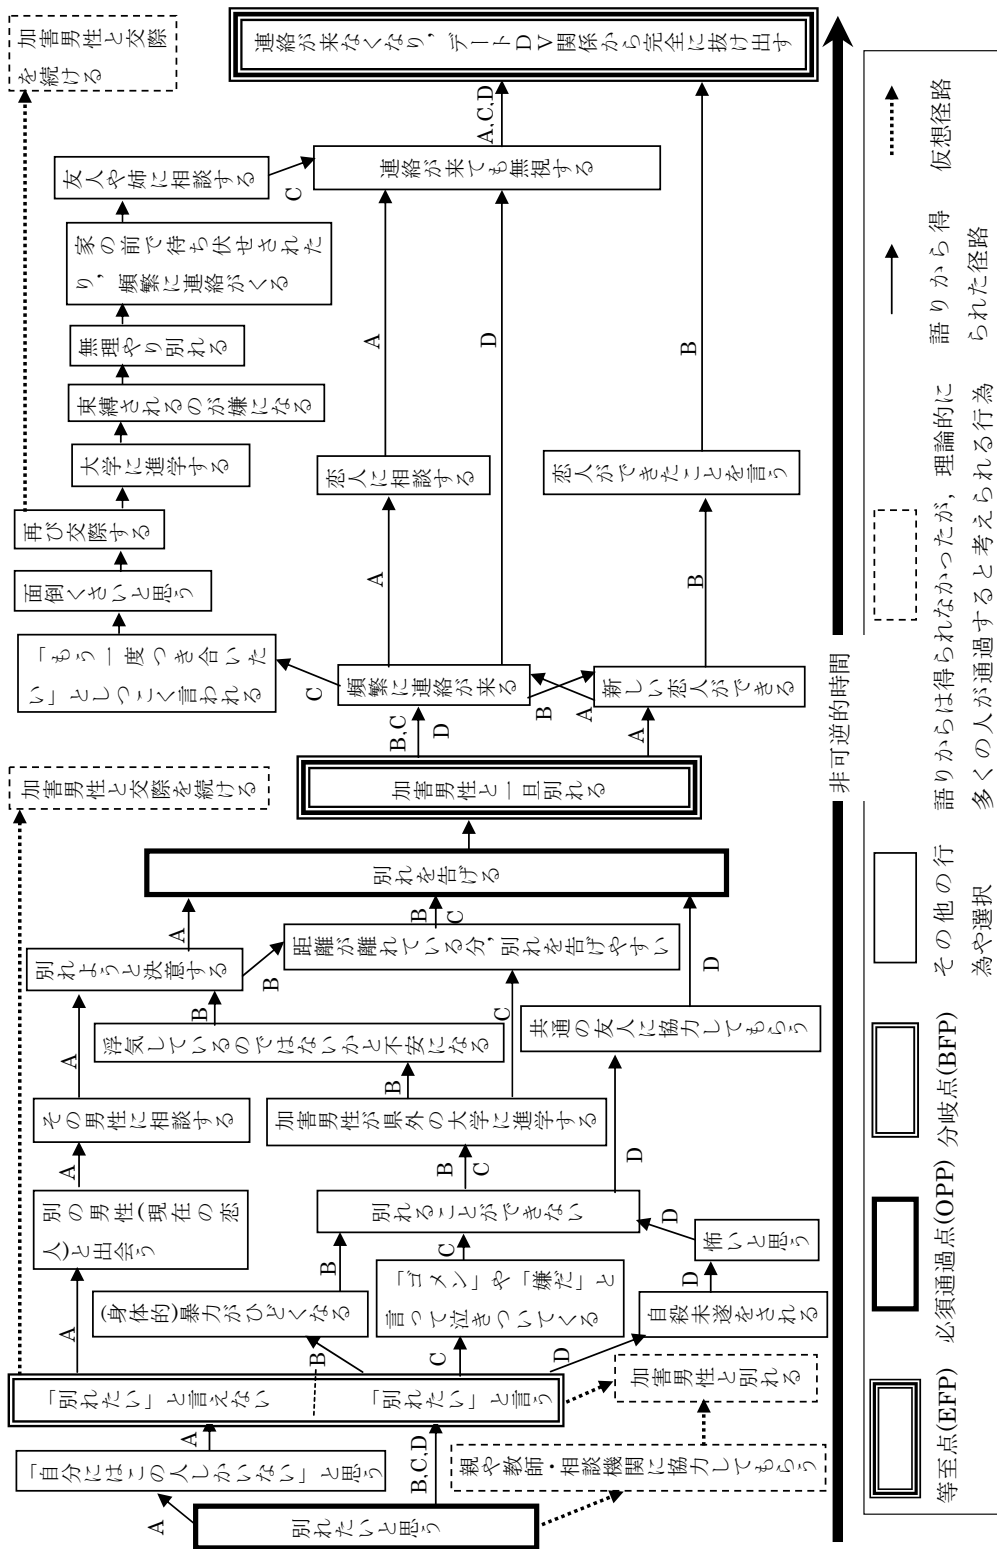 別れたいと思う
A
「自分にはこの人しかいない」と思う
A
B,C,D
親や教師・相談機関に協力してもらう
「別れたい」と言えない
「別れたい」と言う
加害男性と別れる
A
B
C
D
別の男性(現在の恋
人)と出会う
(身体的)暴力がひどくなる
「ゴメン」や「嫌だ」と
言って泣きついてくる
自殺未遂をされる
D
怖いと思う
D
B
C
別れることができない
A
その男性に相談する
B
C
加害男性が県外の大学に進学する
D
A
B
浮気しているのではないかと不安になる
C
共通の友人に協力してもらう
B
別れようと決意する
B
距離が離れている分,別れを告げやすい
A
B
C
D
別れを告げる
加害男性と一旦別れる
加害男性と交際を続ける
B,C
D
A
頻繁に連絡が来る
新しい恋人ができる
B
A
C
「もう一度つき合いた
い」としつこく言われる
面倒くさいと思う
再び交際する
大学に進学する
束縛されるのが嫌になる
無理やり別れる
家の前で待ち伏せされた
り,頻繁に連絡がくる
友人や姉に相談する
C
A
恋人に相談する
A
D
B
恋人ができたことを言う
B
連絡が来ても無視する
A,C,D
連絡が来なくなり,デートDV関係から完全に抜け出す
加害男性と交際
を続ける
非可逆的時間
等至点(EFP)
必須通過点(OPP)
分岐点(BFP)
その他の行
為や選択
語りからは得られなかったが,理論的に
多くの人が通過すると考えられる行為
語りから得
られた径路
仮想径路